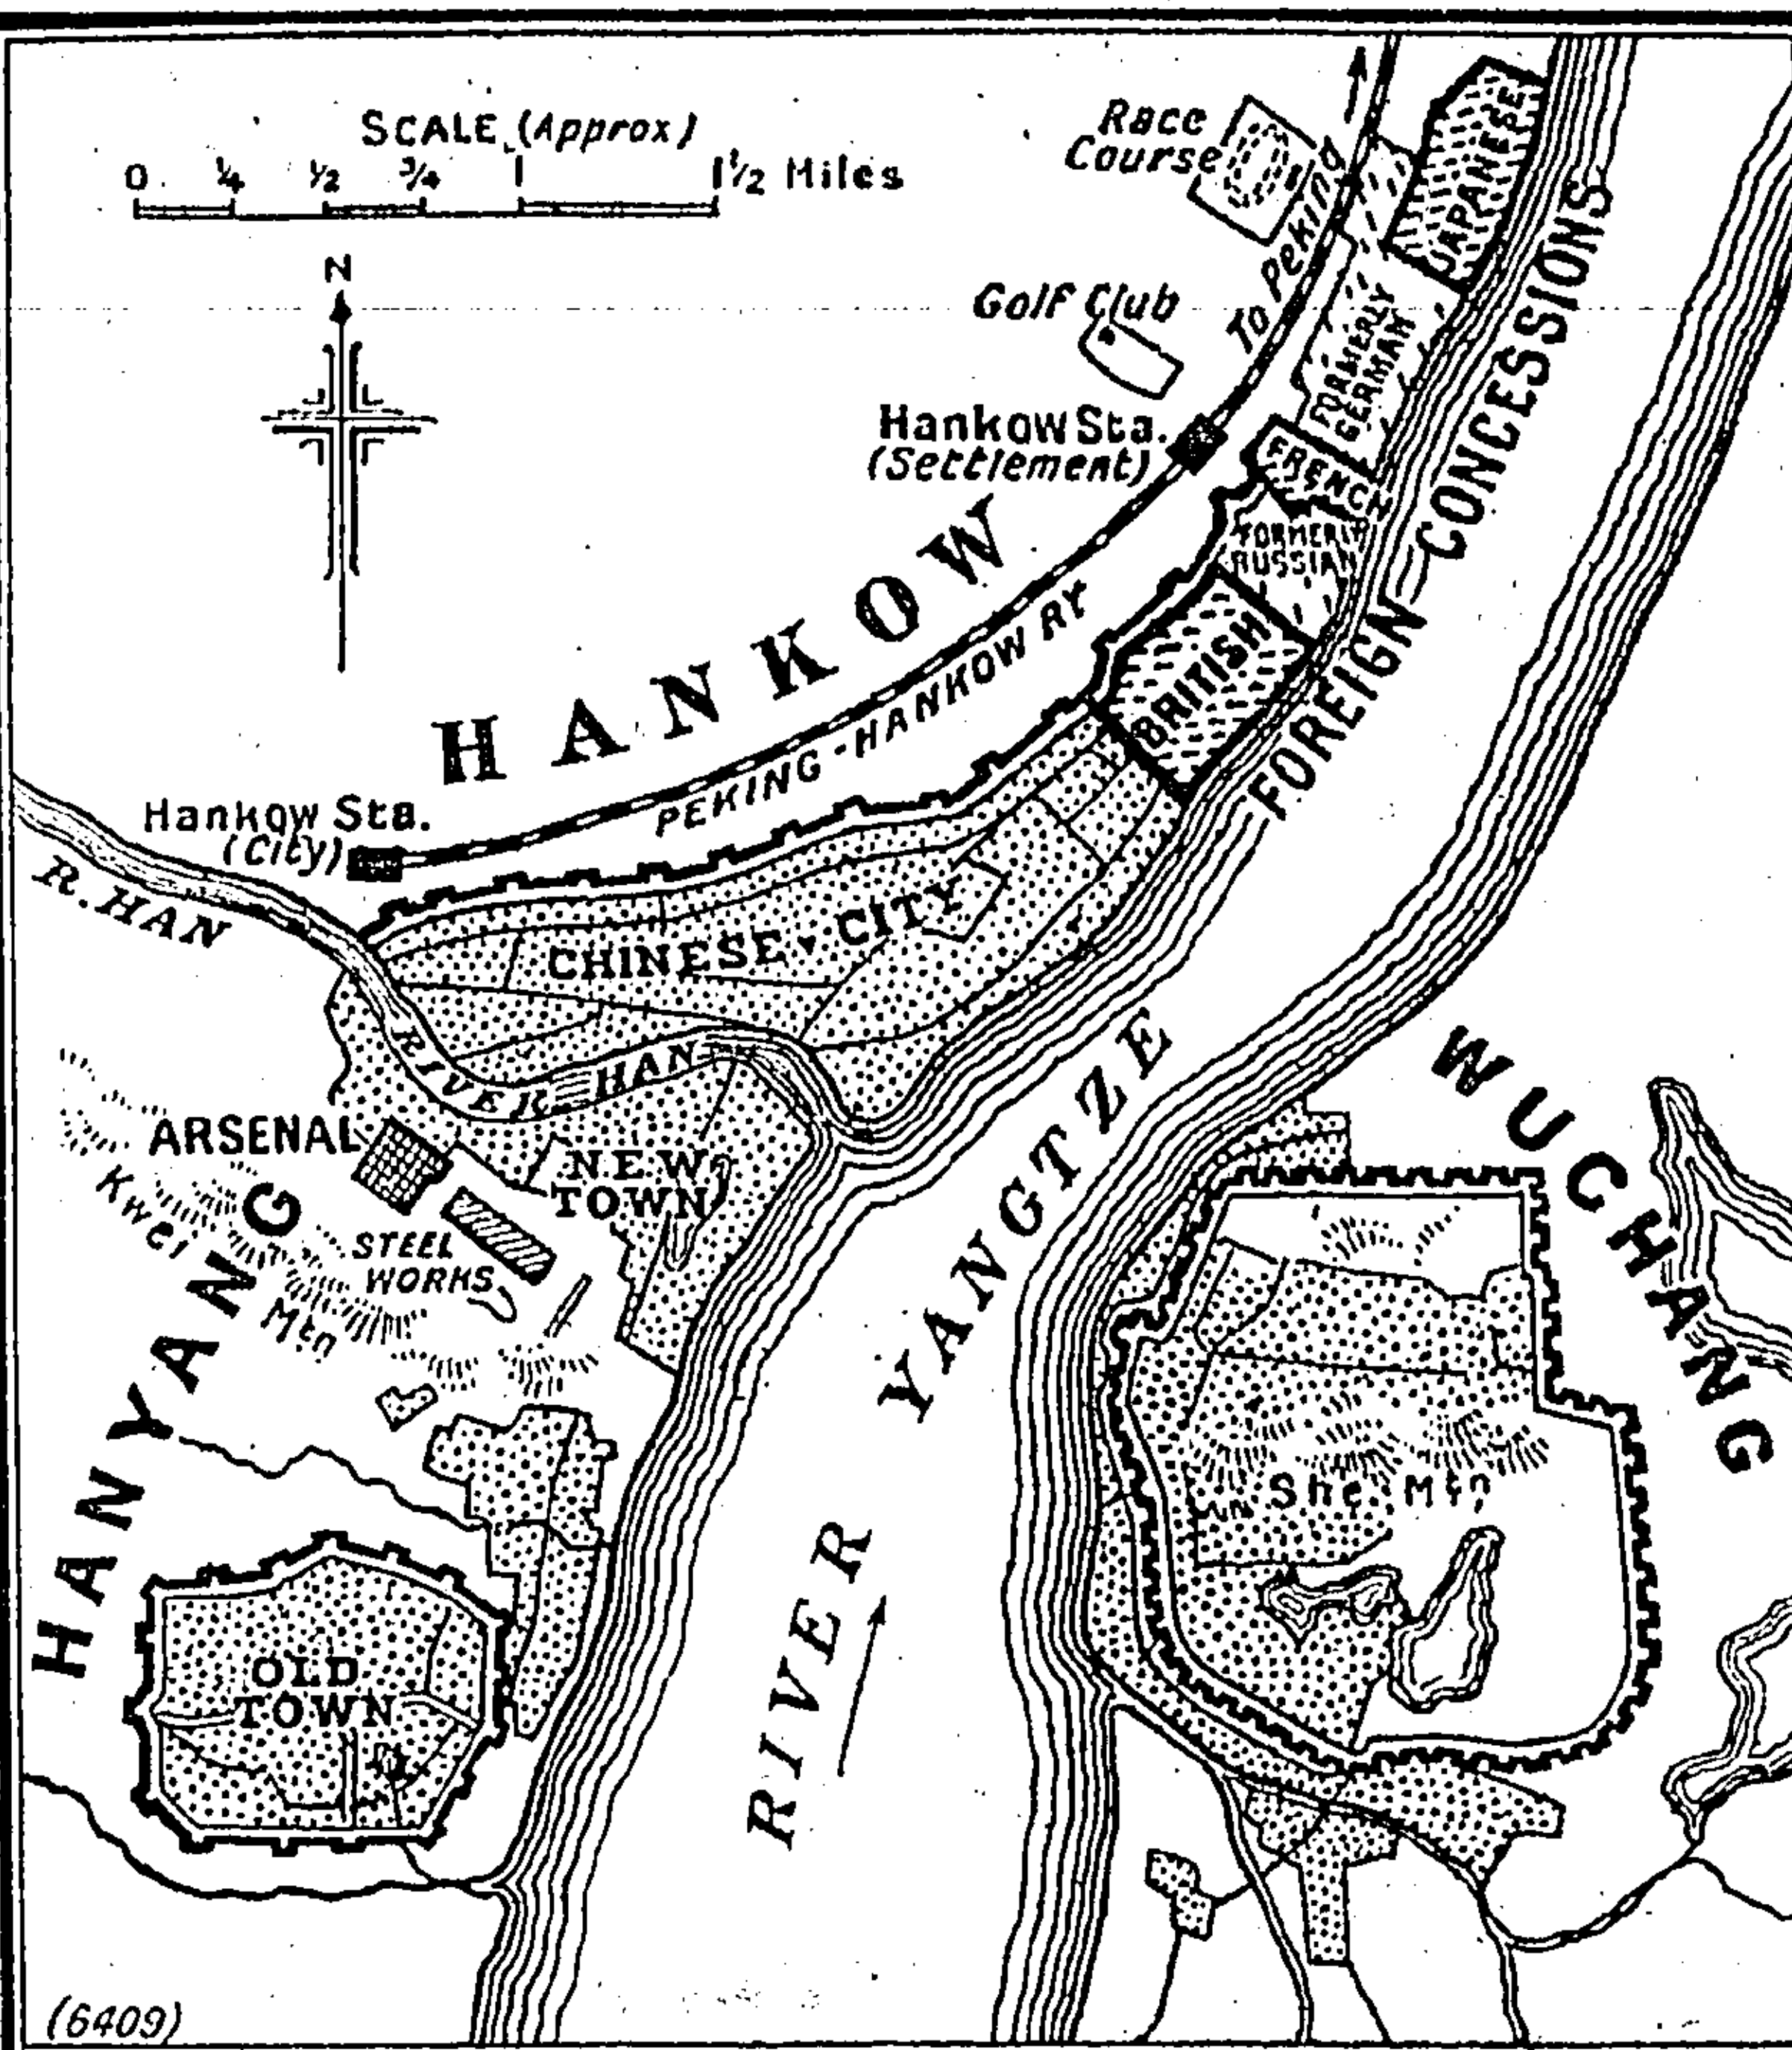 SCALE (Approx)
0 ¼ ½ ¾ 1 1½ Miles
N
Race
Course
To Peking
JAPANESE
Golf Club
FORMERLY
GERMAN
Hankow Sta.
(Settlement)
FRENCH
FORMERLY
RUSSIAN
BRITISH
FOREIGN CONCESSIONS
HANKOW
PEKING-HANKOW RY
Hankow Sta.
(City)
R. HAN
CHINESE CITY
RIVER HAN
ARSENAL
NEW
TOWN
Kwei Mtn
STEEL
WORKS
HANYANG
OLD
TOWN
RIVER YANGTZE
WUCHANG
She Mtn
(6409)